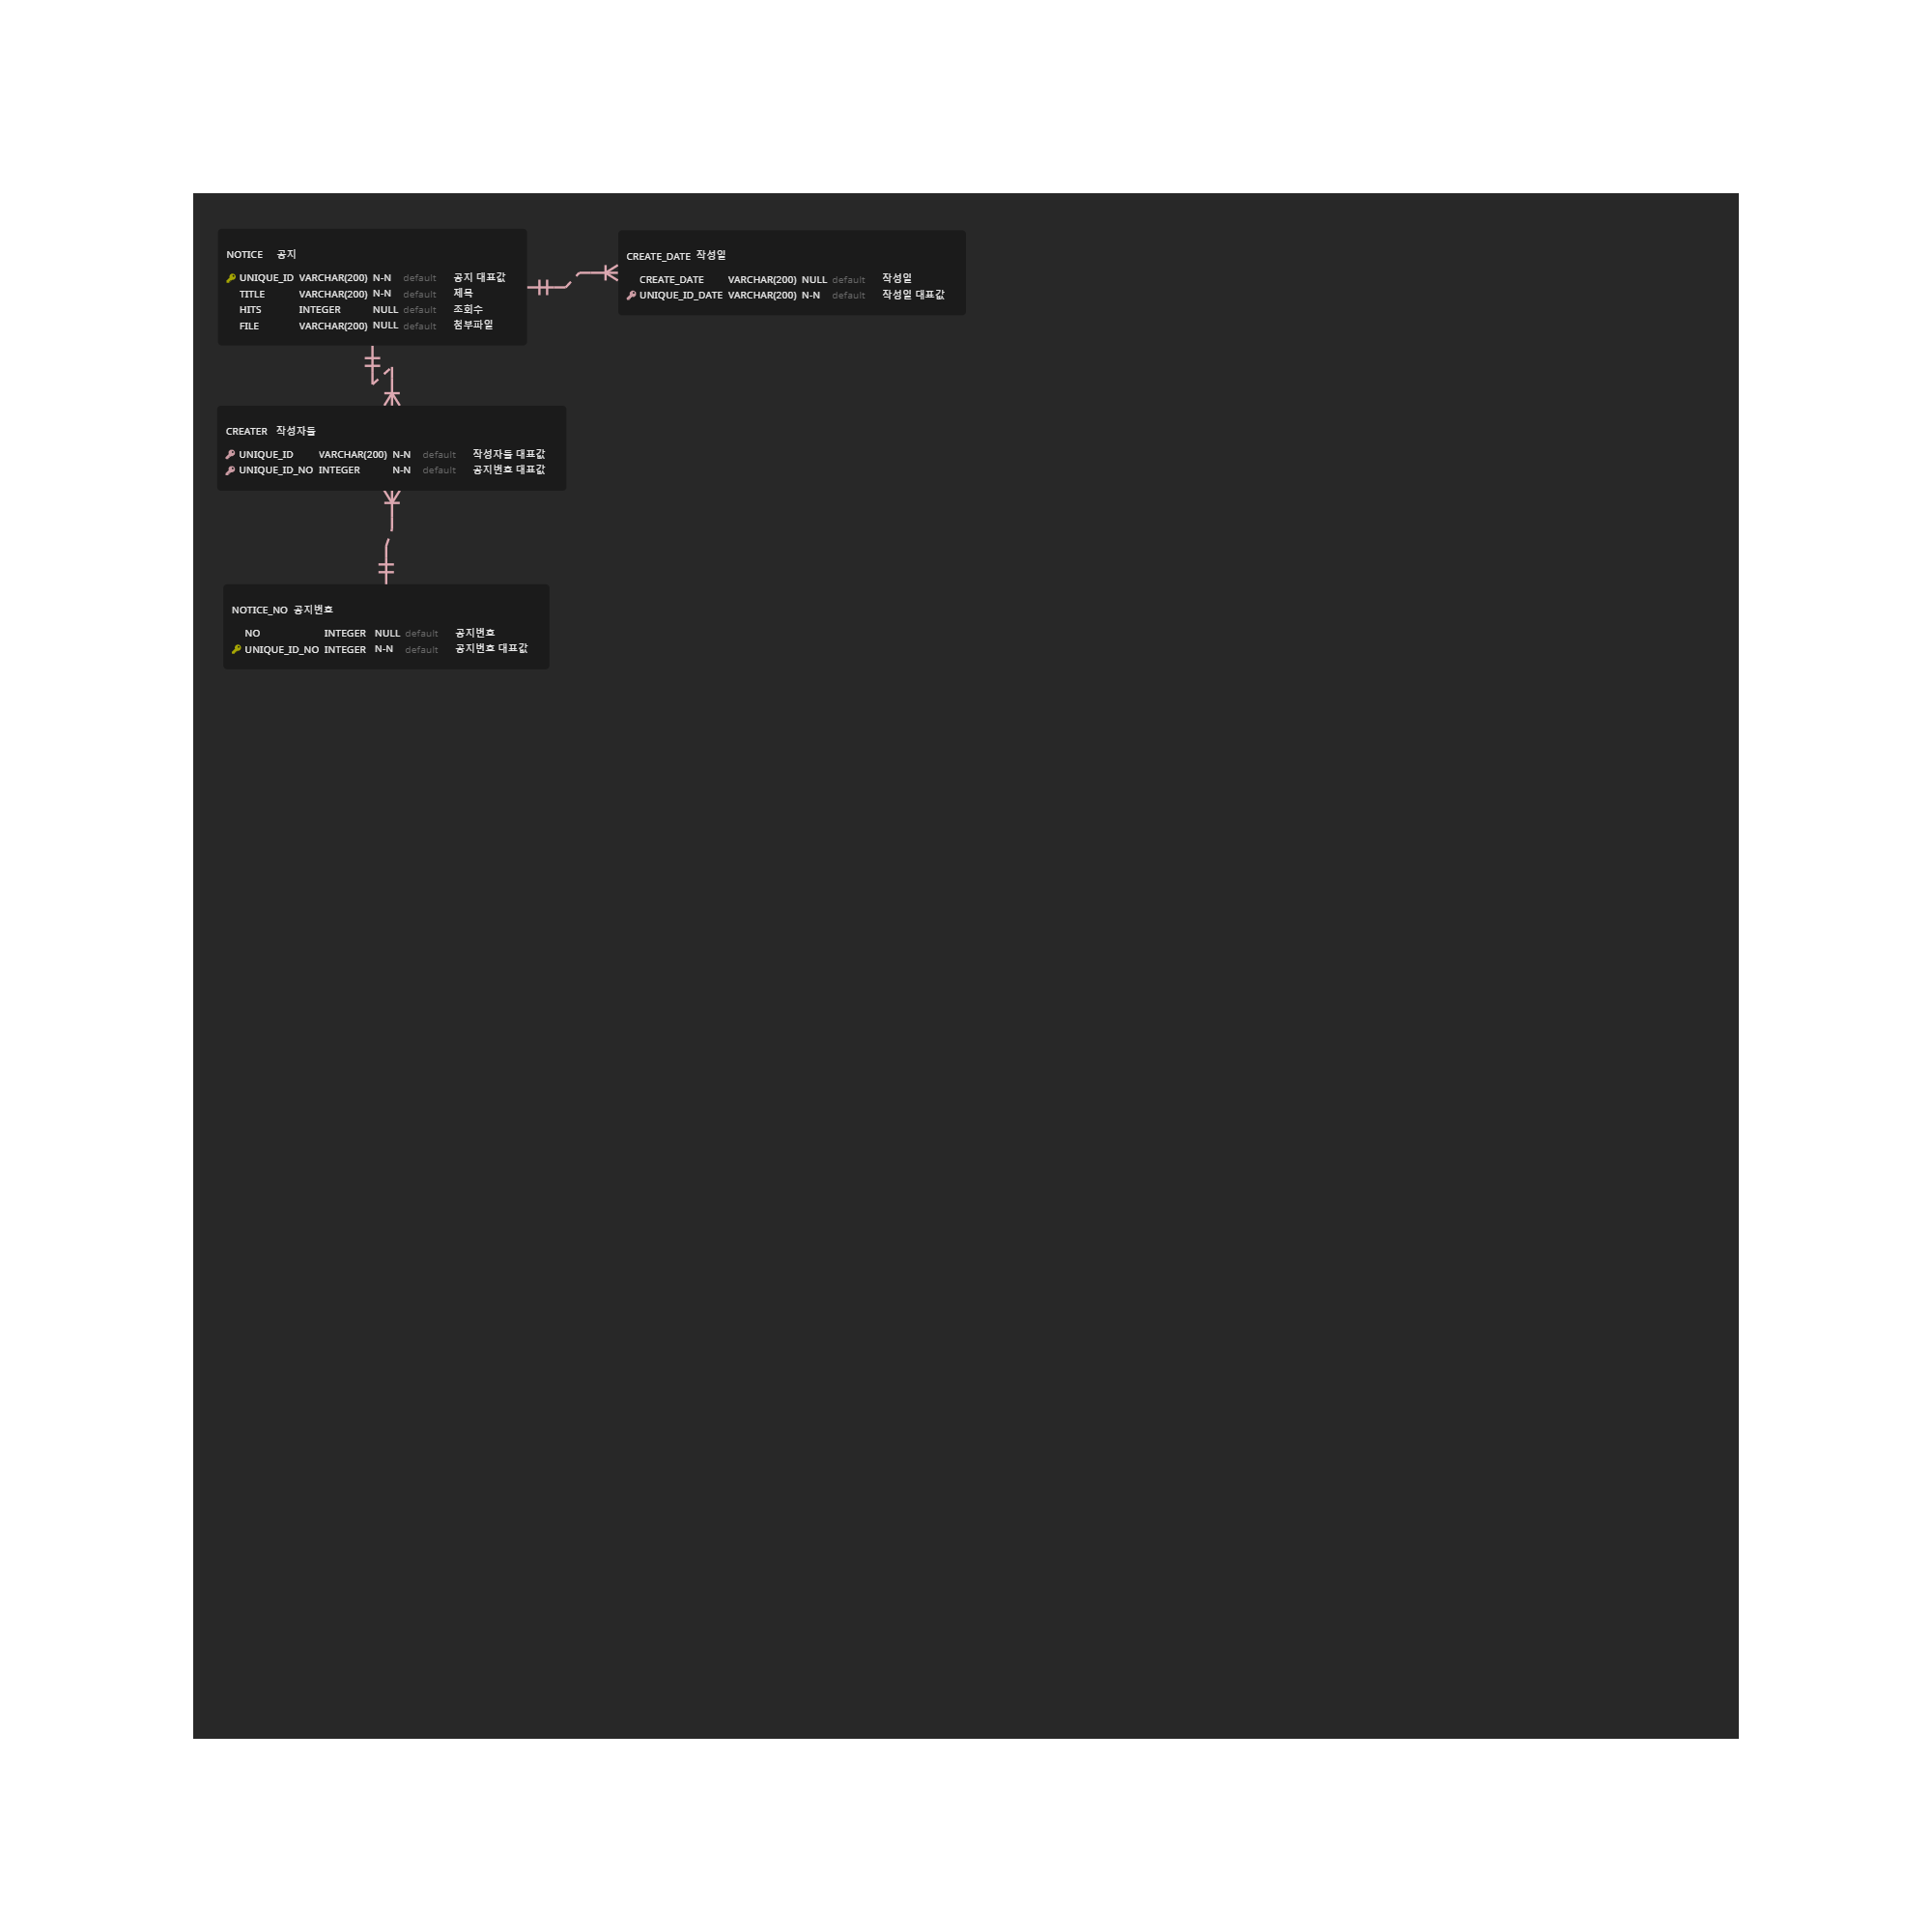 NOTICE 공지
UNIQUE_ID VARCHAR(200) N-N default 공지 대표값
TITLE VARCHAR(200) N-N default 제목
HITS INTEGER NULL default 조회수
FILE VARCHAR(200) NULL default 첨부파일
CREATE_DATE 작성일
CREATE_DATE VARCHAR(200) NULL default 작성일
UNIQUE_ID_DATE VARCHAR(200) N-N default 작성일 대표값
CREATER 작성자들
UNIQUE_ID VARCHAR(200) N-N default 작성자들 대표값
UNIQUE_ID_NO INTEGER N-N default 공지번호 대표값
NOTICE_NO 공지번호
NO INTEGER NULL default 공지번호
UNIQUE_ID_NO INTEGER N-N default 공지번호 대표값